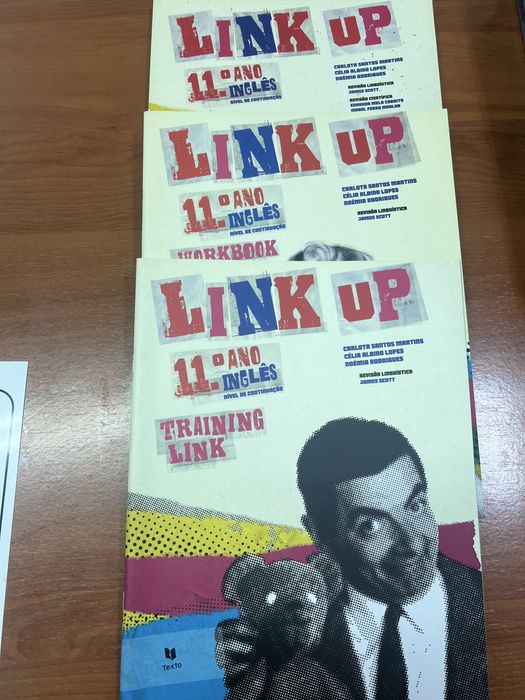 LINK UP
11.º ANO
INGLÊS
NÍVEL DE CONTINUAÇÃO
CARLOTA SANTOS MARTINS
CÉLIA ALBINO LOPES
NOÉMIA RODRIGUES
REVISÃO LINGUÍSTICA
JAMES SCOTT
REVISÃO CIENTÍFICA
LINK UP
11.º ANO
INGLÊS
NÍVEL DE CONTINUAÇÃO
WORKBOOK
CARLOTA SANTOS MARTINS
CÉLIA ALBINO LOPES
NOÉMIA RODRIGUES
REVISÃO LINGUÍSTICA
JAMES SCOTT
LINK UP
11.º ANO
INGLÊS
NÍVEL DE CONTINUAÇÃO
CARLOTA SANTOS MARTINS
CÉLIA ALBINO LOPES
NOÉMIA RODRIGUES
REVISÃO LINGUÍSTICA
JAMES SCOTT
TRAINING
LINK
Texto